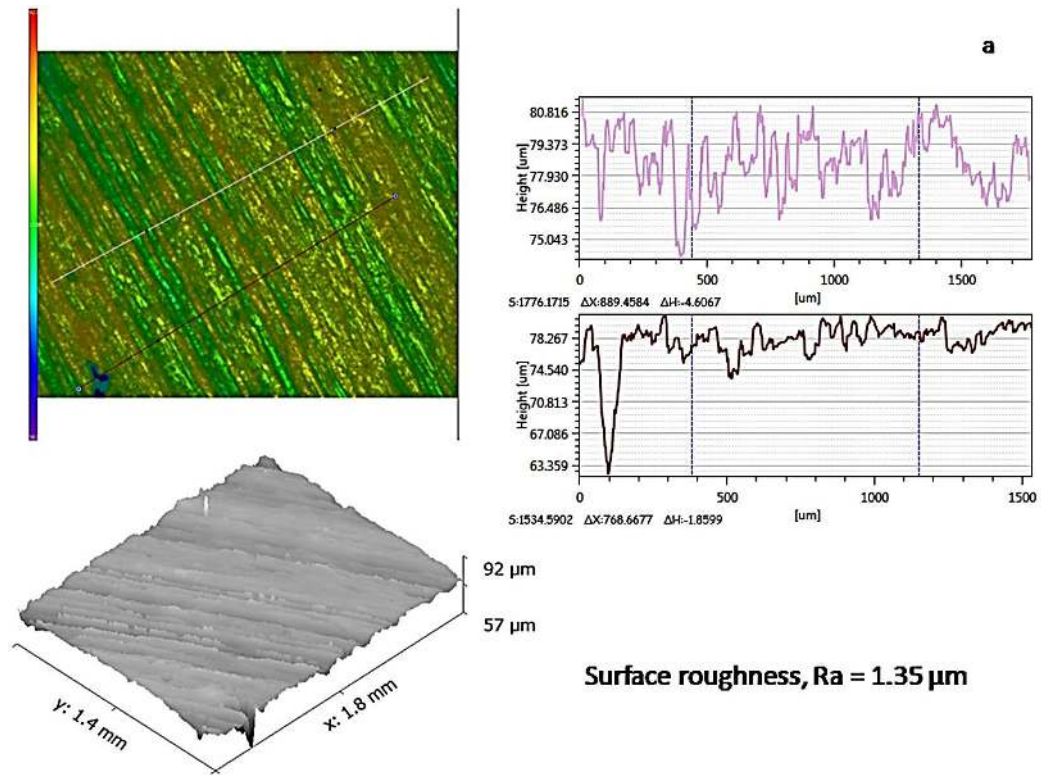 a
80.816
79.373
77.930
76.486
75.043
Height [um]
0
500
1000
1500
[um]
S:1776.1715 ΔX:889.4584 ΔH:-4.6067
78.267
74.540
70.813
67.086
63.359
Height [um]
0
500
1000
1500
[um]
S:1534.5902 ΔX:768.6677 ΔH:-1.8599
92 µm
57 µm
y: 1.4 mm
x: 1.8 mm
Surface roughness, Ra = 1.35 µm